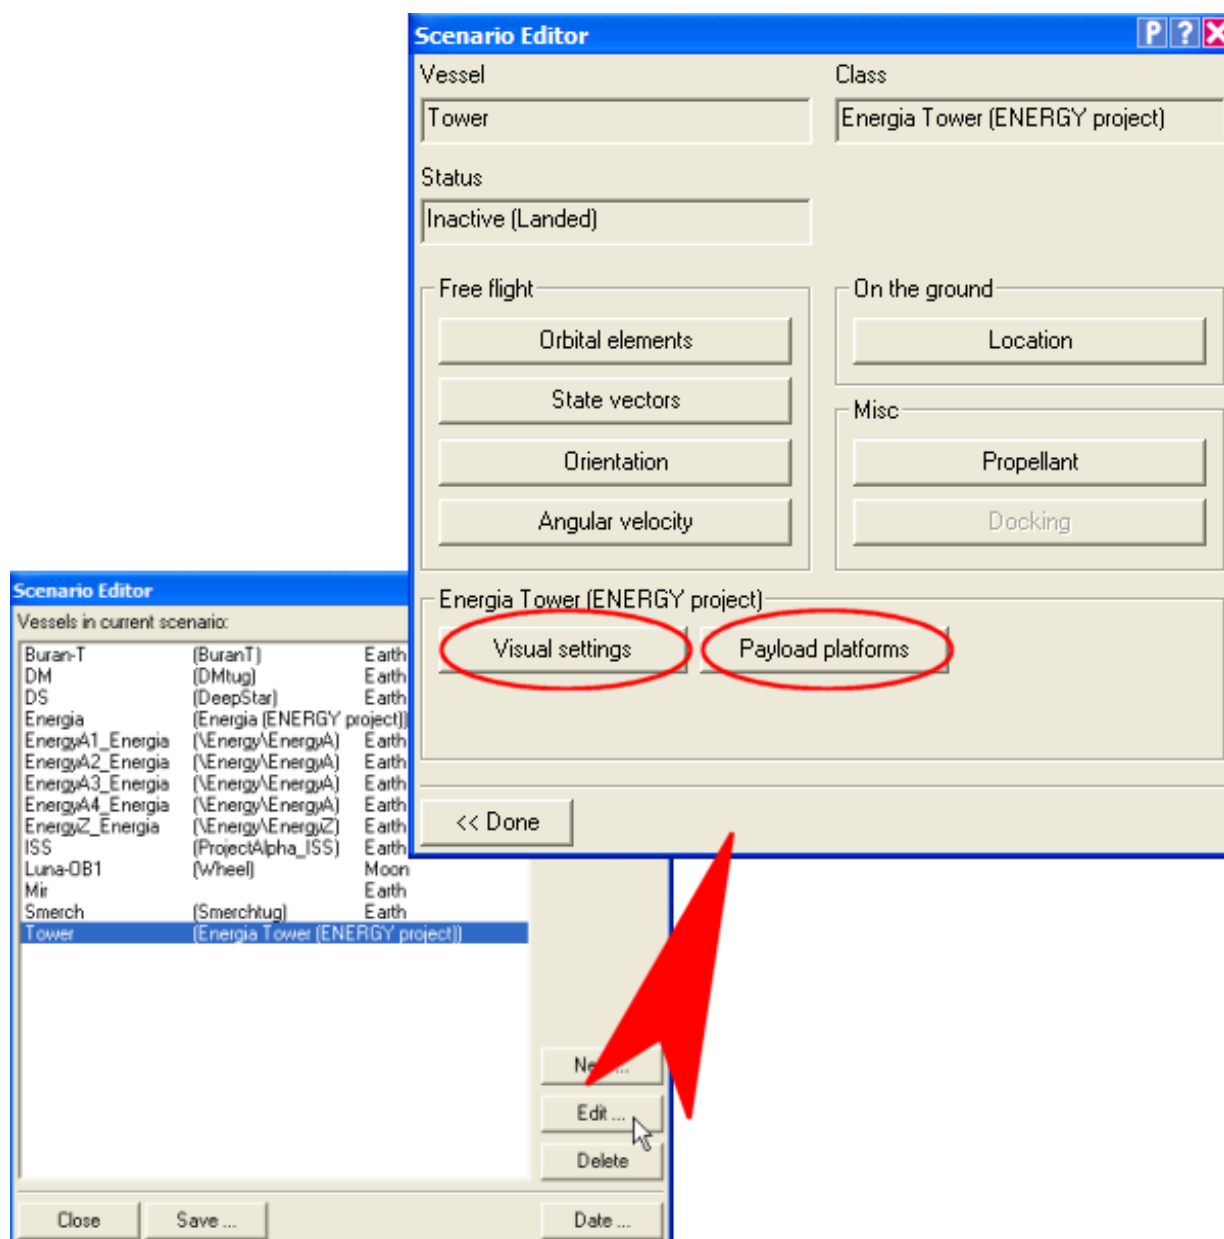 Scenario Editor
P ? X
Vessel Class
Tower Energia Tower (ENERGY project)
Status
Inactive (Landed)
Free flight On the ground
Orbital elements Location
State vectors
Misc
Orientation Propellant
Angular velocity Docking
Energia Tower (ENERGY project)
Visual settings Payload platforms
<< Done
Scenario Editor
Vessels in current scenario:
Buran-T (BuranT) Earth
DM (DMtug) Earth
DS (DeepStar) Earth
Energia (Energia (ENERGY project))
EnergyA1_Energia (\Energy\EnergyA) Earth
EnergyA2_Energia (\Energy\EnergyA) Earth
EnergyA3_Energia (\Energy\EnergyA) Earth
EnergyA4_Energia (\Energy\EnergyA) Earth
EnergyZ_Energia (\Energy\EnergyZ) Earth
ISS (ProjectAlpha_ISS) Earth
Luna-OB1 (Wheel) Moon
Mir Earth
Smerch (Smerchtug) Earth
Tower (Energia Tower (ENERGY project))
Edit ...
Delete
Close Save ... Date ...